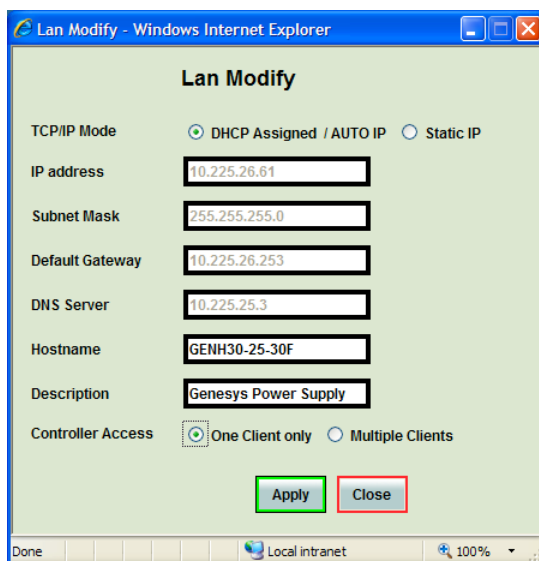 Lan Modify - Windows Internet Explorer
Lan Modify
TCP/IP Mode DHCP Assigned / AUTO IP Static IP
IP address 10.225.26.61
Subnet Mask 255.255.255.0
Default Gateway 10.225.26.253
DNS Server 10.225.25.3
Hostname GENH30-25-30F
Description Genesys Power Supply
Controller Access One Client only Multiple Clients
Apply Close
Done Local intranet 100%